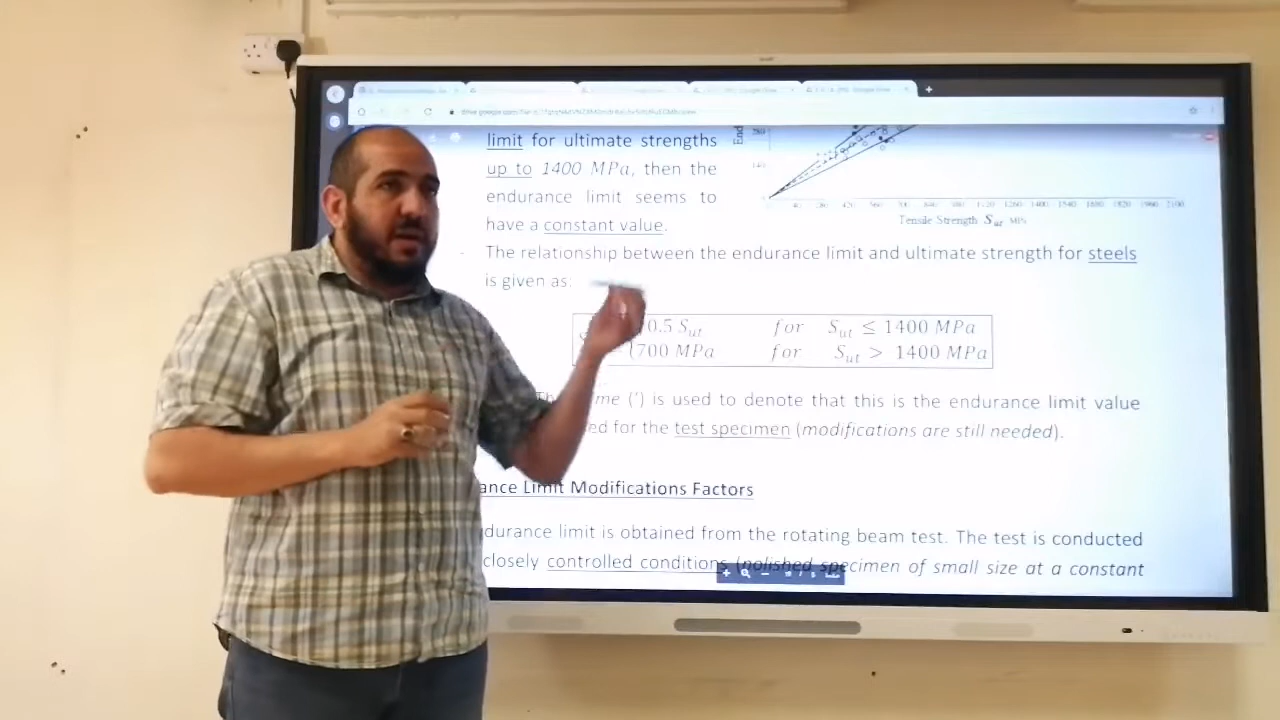 limit for ultimate strengths
up to 1400 MPa, then the
endurance limit seems to
have a constant value.
280
140
Tensile Strength Sut MPa
- The relationship between the endurance limit and ultimate strength for steels
is given as:
0.5 Sut for Sut ≤ 1400 MPa
700 MPa for Sut > 1400 MPa
(′) is used to denote that this is the endurance limit value
for the test specimen (modifications are still needed).
Limit Modifications Factors
limit is obtained from the rotating beam test. The test is conducted
closely controlled conditions (polished specimen of small size at a constant